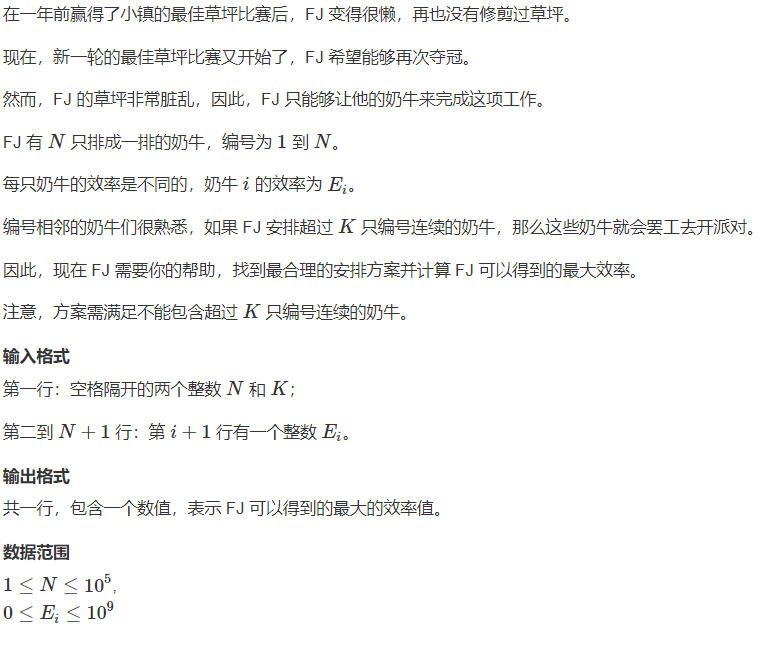 在一年前赢得了小镇的最佳草坪比赛后，FJ 变得很懒，再也没有修剪过草坪。
现在，新一轮的最佳草坪比赛又开始了，FJ 希望能够再次夺冠。
然而，FJ 的草坪非常脏乱，因此，FJ 只能够让他的奶牛来完成这项工作。
FJ 有 N 只排成一排的奶牛，编号为 1 到 N。
每只奶牛的效率是不同的，奶牛 i 的效率为 E_i。
编号相邻的奶牛们很熟悉，如果 FJ 安排超过 K 只编号连续的奶牛，那么这些奶牛就会罢工去开派对。
因此，现在 FJ 需要你的帮助，找到最合理的安排方案并计算 FJ 可以得到的最大效率。
注意，方案需满足不能包含超过 K 只编号连续的奶牛。
输入格式
第一行：空格隔开的两个整数 N 和 K；
第二到 N + 1 行：第 i + 1 行有一个整数 E_i。
输出格式
共一行，包含一个数值，表示 FJ 可以得到的最大的效率值。
数据范围
1 ≤ N ≤ 10^5,
0 ≤ E_i ≤ 10^9